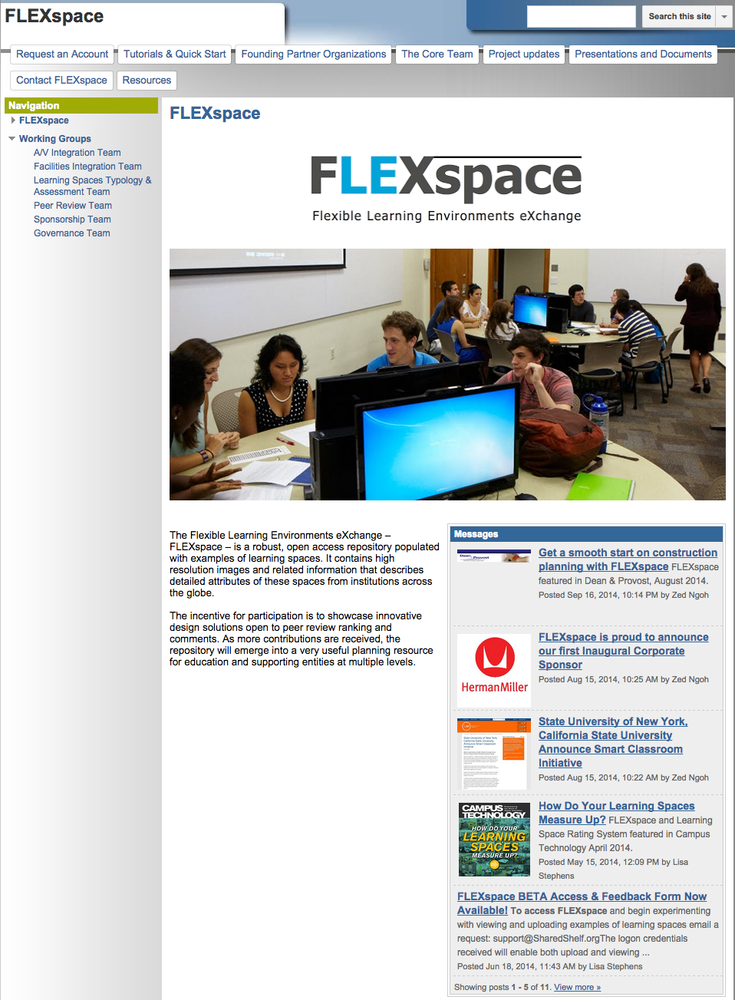 FLEXspace
Search this site
Request an Account
Tutorials & Quick Start
Founding Partner Organizations
The Core Team
Project updates
Presentations and Documents
Contact FLEXspace
Resources
Navigation
FLEXspace
Working Groups
A/V Integration Team
Facilities Integration Team
Learning Spaces Typology &
Assessment Team
Peer Review Team
Sponsorship Team
Governance Team
FLEXspace
FLEXspace
Flexible Learning Environments eXchange
The Flexible Learning Environments eXchange –
FLEXspace – is a robust, open access repository populated
with examples of learning spaces. It contains high
resolution images and related information that describes
detailed attributes of these spaces from institutions across
the globe.
The incentive for participation is to showcase innovative
design solutions open to peer review ranking and
comments. As more contributions are received, the
repository will emerge into a very useful planning resource
for education and supporting entities at multiple levels.
Messages
Dean & Provost
Get a smooth start on construction
planning with FLEXspace FLEXspace
featured in Dean & Provost, August 2014.
Posted Sep 16, 2014, 10:14 PM by Zed Ngoh
HermanMiller
FLEXspace is proud to announce
our first Inaugural Corporate
Sponsor
Posted Aug 15, 2014, 10:25 AM by Zed Ngoh
State University of New York,
California State University
Announce Smart Classroom
Initiative
State University of New York,
California State University
Announce Smart Classroom
Initiative
Posted Aug 15, 2014, 10:22 AM by Zed Ngoh
CAMPUS
TECHNOLOGY
HOW DO YOUR
LEARNING
SPACES
MEASURE UP?
How Do Your Learning Spaces
Measure Up? FLEXspace and Learning
Space Rating System featured in Campus
Technology April 2014.
Posted May 15, 2014, 12:09 PM by Lisa
Stephens
FLEXspace BETA Access & Feedback Form Now
Available! To access FLEXspace and begin experimenting
with viewing and uploading examples of learning spaces email a
request: support@SharedShelf.orgThe logon credentials
received will enable both upload and viewing ...
Posted Jun 18, 2014, 11:43 AM by Lisa Stephens
Showing posts 1 - 5 of 11. View more »